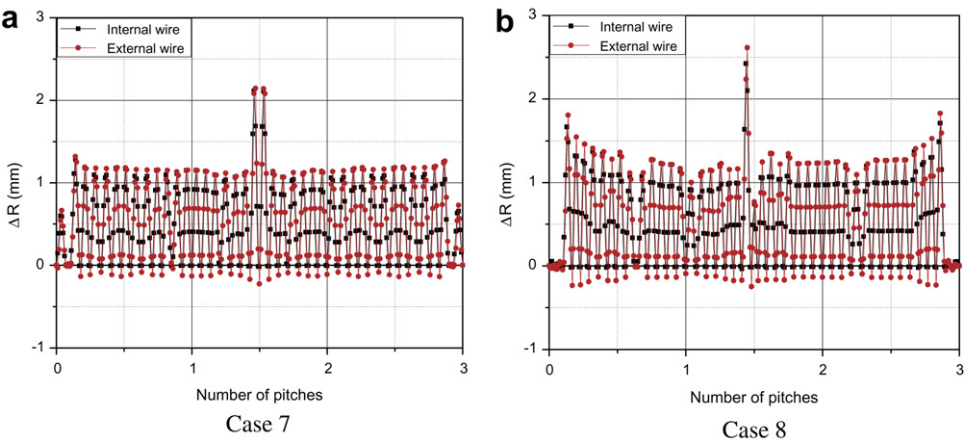 a
3
2
1
0
-1
ΔR (mm)
Internal wire
External wire
0
1
2
3
Number of pitches
Case 7
b
3
2
1
0
-1
ΔR (mm)
Internal wire
External wire
0
1
2
3
Number of pitches
Case 8